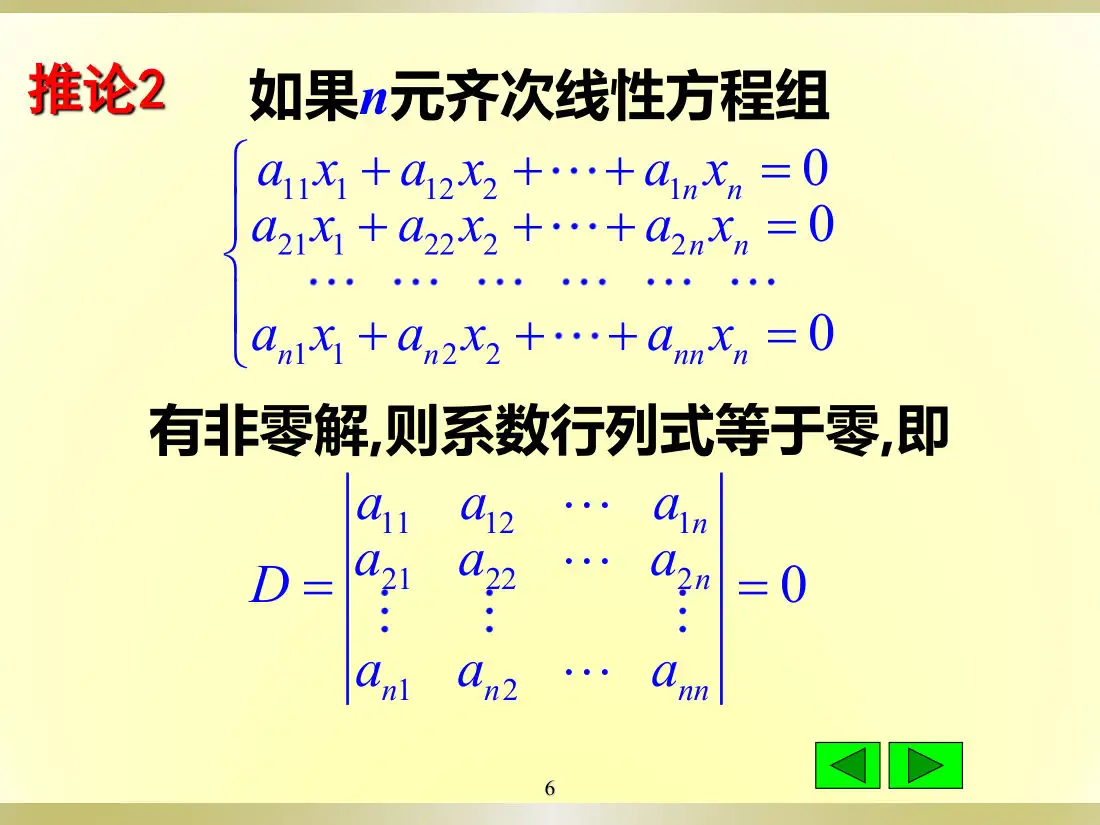 推论2
如果n元齐次线性方程组
a₁₁x₁ + a₁₂x₂ + ⋯ + a₁ₙxₙ = 0
a₂₁x₁ + a₂₂x₂ + ⋯ + a₂ₙxₙ = 0
⋯ ⋯ ⋯ ⋯ ⋯ ⋯
aₙ₁x₁ + aₙ₂x₂ + ⋯ + aₙₙxₙ = 0
有非零解,则系数行列式等于零,即
a₁₁ a₁₂ ⋯ a₁ₙ
a₂₁ a₂₂ ⋯ a₂ₙ
D = ⋮ ⋮ ⋮ = 0
aₙ₁ aₙ₂ ⋯ aₙₙ
6